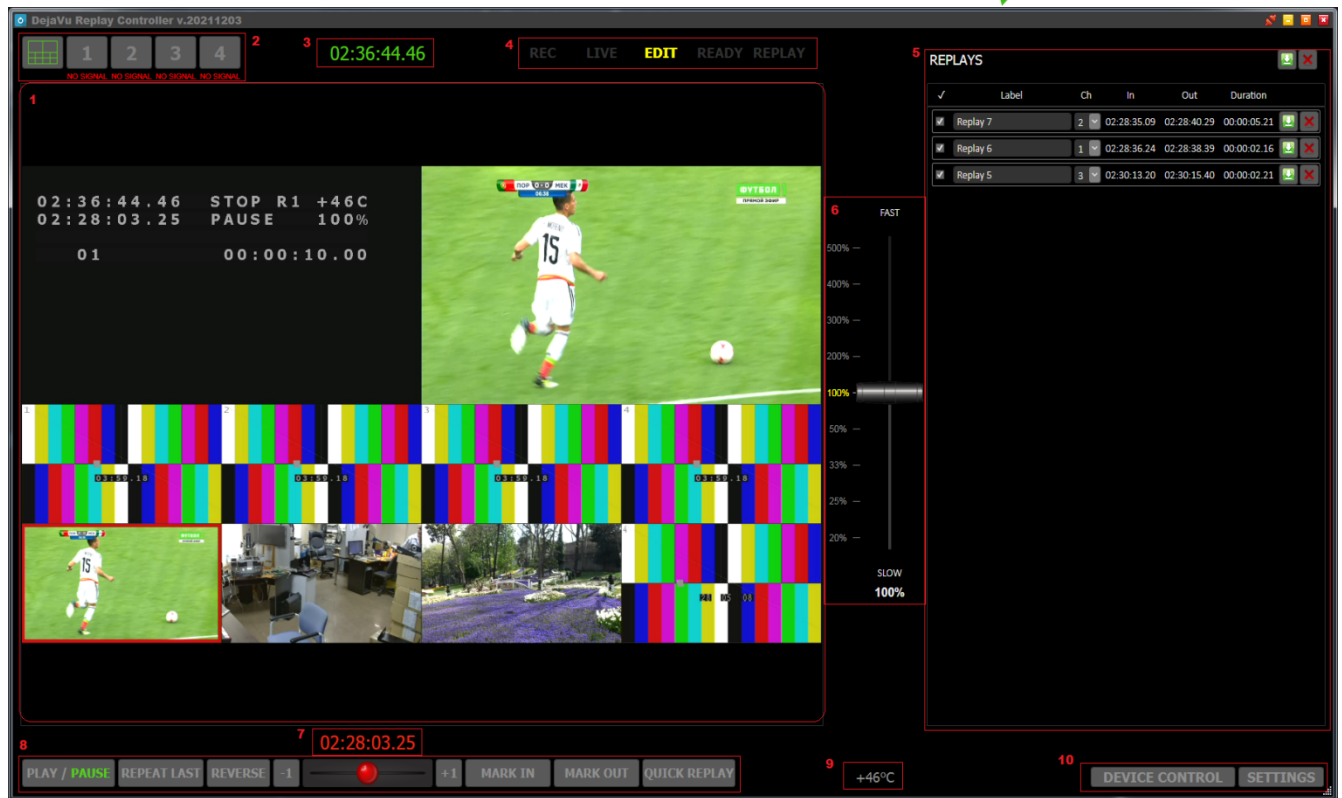 DejaVu Replay Controller v.20211203
1 2 3 4
2
NO SIGNAL NO SIGNAL NO SIGNAL NO SIGNAL
3
02:36:44.46
4
REC LIVE EDIT READY REPLAY
5
REPLAYS
✓ Label Ch In Out Duration
Replay 7 2 02:28:35.09 02:28:40.29 00:00:05.21
Replay 6 1 02:28:36.24 02:28:38.39 00:00:02.16
Replay 5 3 02:30:13.20 02:30:15.40 00:00:02.21
1
02:36:44.46 STOP R1 +46C
02:28:03.25 PAUSE 100%
01 00:00:10.00
ПОР 0-0 МЕК
ФУТБОЛ
ПРЯМОЙ ЭФИР
15
6
FAST
500%
400%
300%
200%
100%
50%
33%
25%
20%
SLOW
100%
1 2 3 4
03:59.18 03:59.18 03:59.18 03:59.18
15
4
7
02:28:03.25
8
PLAY / PAUSE REPEAT LAST REVERSE -1 +1 MARK IN MARK OUT QUICK REPLAY
9
+46°C
10
DEVICE CONTROL SETTINGS